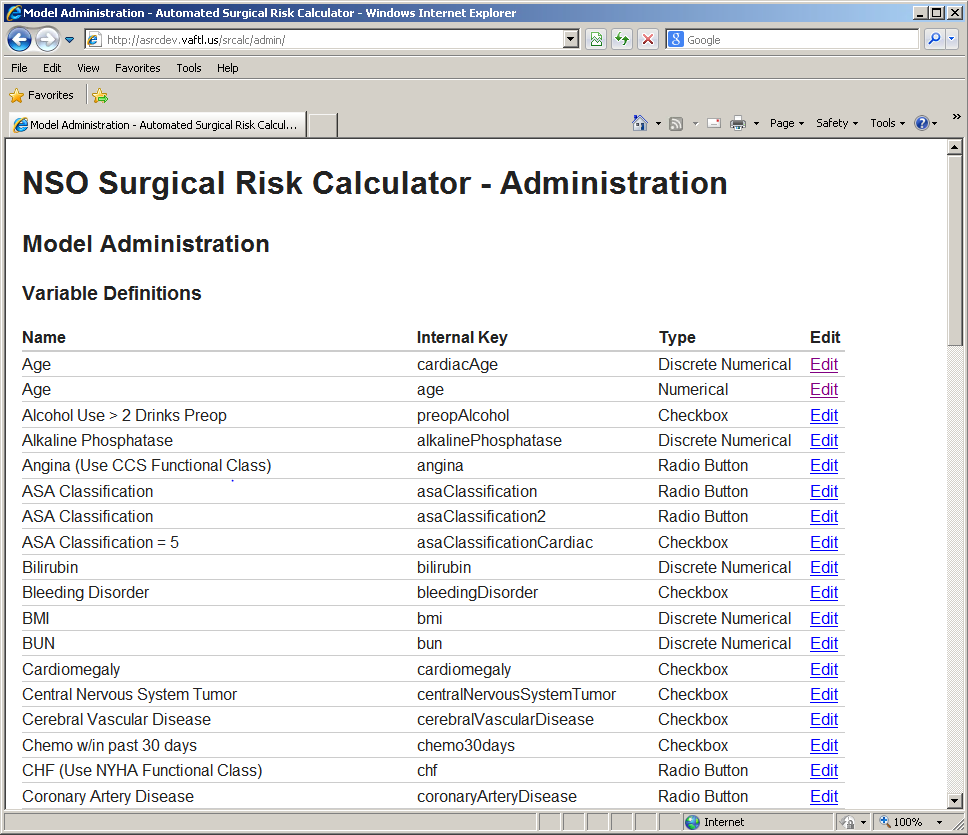 Model Administration - Automated Surgical Risk Calculator - Windows Internet Explorer
http://asrcdev.vaftl.us/srcalc/admin/
Google
File Edit View Favorites Tools Help
Favorites
Model Administration - Automated Surgical Risk Calcul...
Page Safety Tools »
NSO Surgical Risk Calculator - Administration
Model Administration
Variable Definitions
Name Internal Key Type Edit
Age cardiacAge Discrete Numerical Edit
Age age Numerical Edit
Alcohol Use > 2 Drinks Preop preopAlcohol Checkbox Edit
Alkaline Phosphatase alkalinePhosphatase Discrete Numerical Edit
Angina (Use CCS Functional Class) angina Radio Button Edit
ASA Classification asaClassification Radio Button Edit
ASA Classification asaClassification2 Radio Button Edit
ASA Classification = 5 asaClassificationCardiac Checkbox Edit
Bilirubin bilirubin Discrete Numerical Edit
Bleeding Disorder bleedingDisorder Checkbox Edit
BMI bmi Discrete Numerical Edit
BUN bun Discrete Numerical Edit
Cardiomegaly cardiomegaly Checkbox Edit
Central Nervous System Tumor centralNervousSystemTumor Checkbox Edit
Cerebral Vascular Disease cerebralVascularDisease Checkbox Edit
Chemo w/in past 30 days chemo30days Checkbox Edit
CHF (Use NYHA Functional Class) chf Radio Button Edit
Coronary Artery Disease coronaryArteryDisease Radio Button Edit
Internet 100%